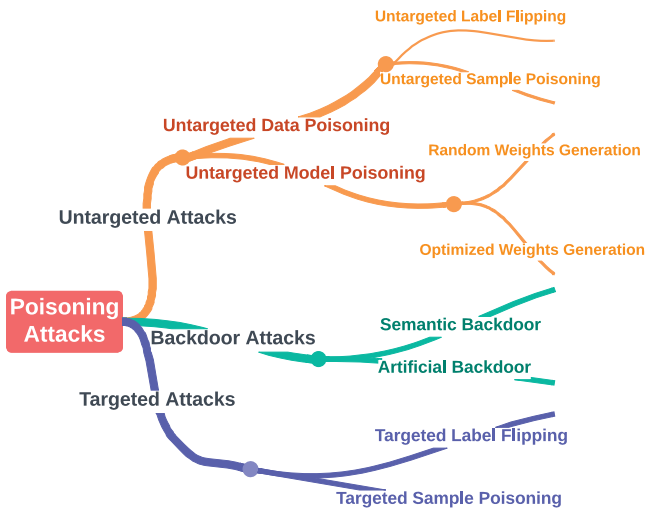 Untargeted Label Flipping
Untargeted Sample Poisoning
Untargeted Data Poisoning
Random Weights Generation
Untargeted Model Poisoning
Untargeted Attacks
Optimized Weights Generation
Poisoning
Attacks
Semantic Backdoor
Backdoor Attacks
Artificial Backdoor
Targeted Attacks
Targeted Label Flipping
Targeted Sample Poisoning